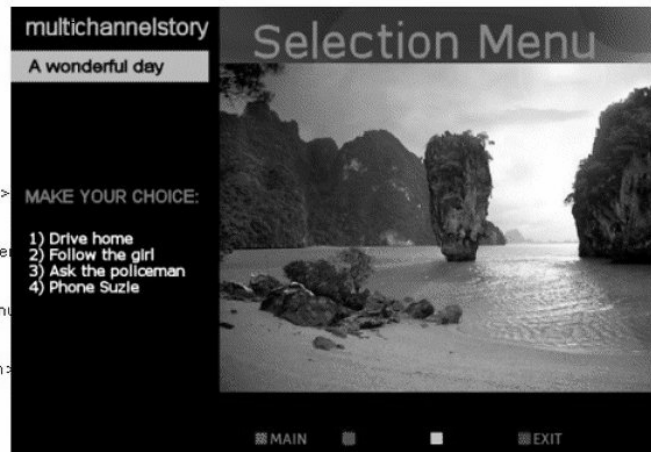 multichannelstory
Selection Menu
A wonderful day
MAKE YOUR CHOICE:
1) Drive home
2) Follow the girl
3) Ask the policeman
4) Phone Suzie
MAIN
EXIT